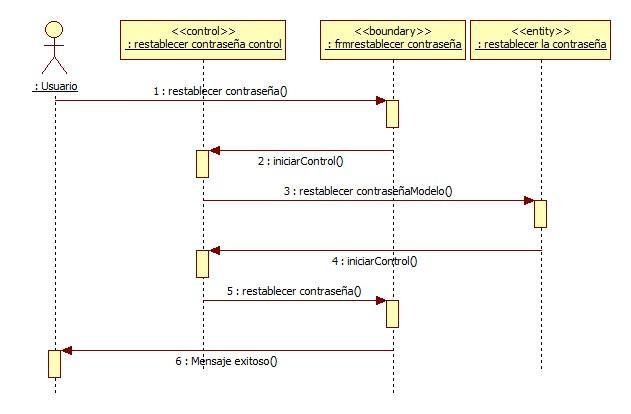 <<control>>
: restablecer contraseña control
<<boundary>>
: frmrestablecer contraseña
<<entity>>
: restablecer la contraseña
: Usuario
1 : restablecer contraseña()
2 : iniciarControl()
3 : restablecer contraseñaModelo()
4 : iniciarControl()
5 : restablecer contraseña()
6 : Mensaje exitoso()